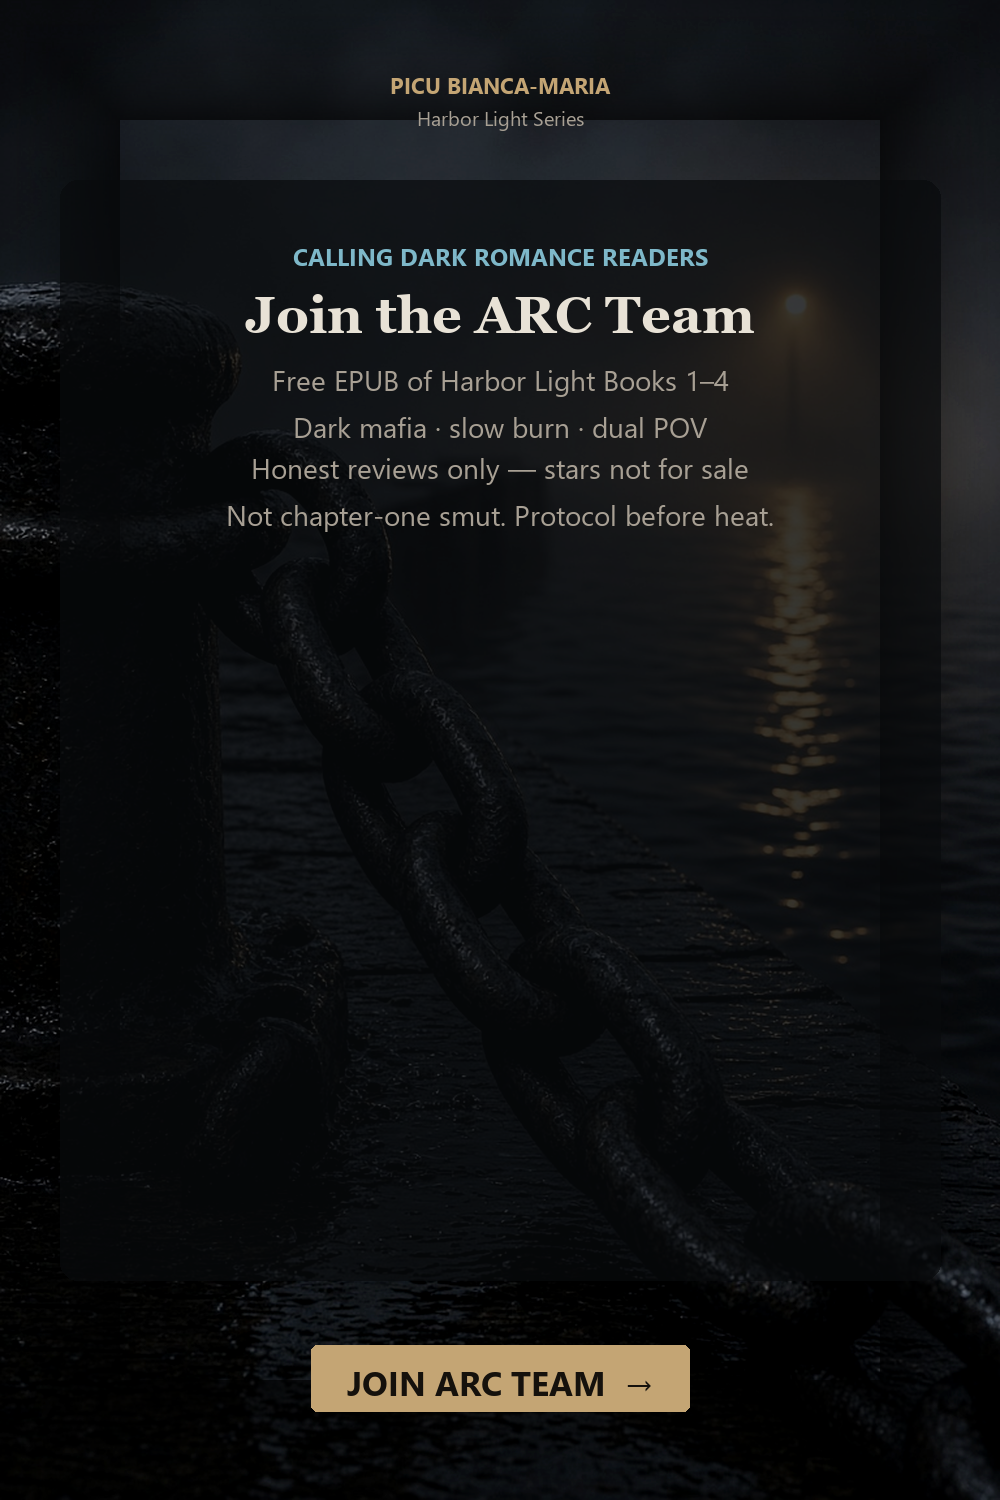 PICU BIANCA-MARIA
Harbor Light Series
CALLING DARK ROMANCE READERS
Join the ARC Team
Free EPUB of Harbor Light Books 1–4
Dark mafia · slow burn · dual POV
Honest reviews only — stars not for sale
Not chapter-one smut. Protocol before heat.
JOIN ARC TEAM →